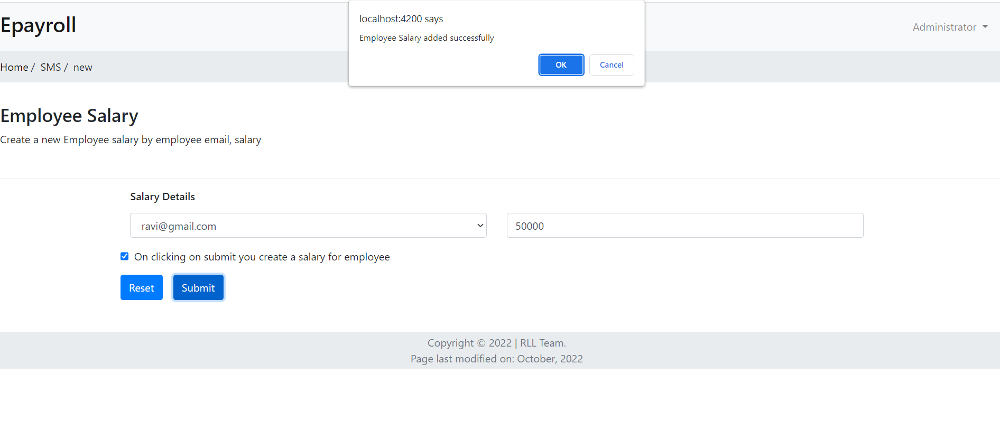 Epayroll
localhost:4200 says
Employee Salary added successfully
OK Cancel
Administrator
Home / SMS / new
Employee Salary
Create a new Employee salary by employee email, salary
Salary Details
ravi@gmail.com 50000
On clicking on submit you create a salary for employee
Reset Submit
Copyright © 2022 | RLL Team.
Page last modified on: October, 2022